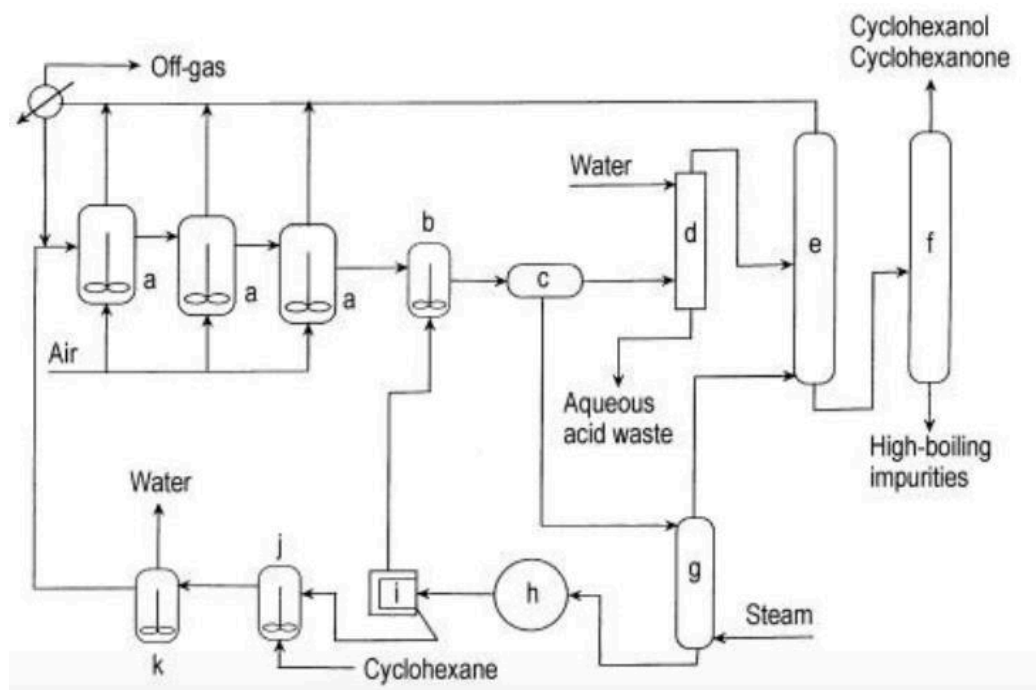 Cyclohexanol
Cyclohexanone
Off-gas
Water
b
d
e
f
c
a
a
a
Air
Aqueous
acid waste
High-boiling
impurities
Water
j
g
i
h
Steam
k
Cyclohexane